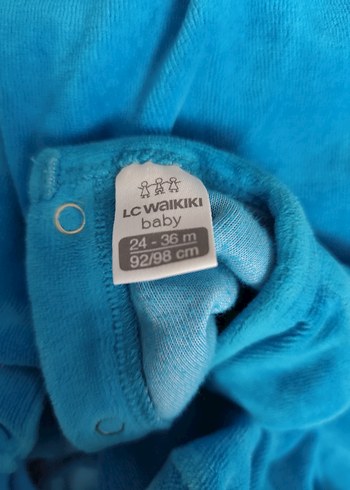 LC WAIKIKI
baby
24 - 36 m
92/98 cm